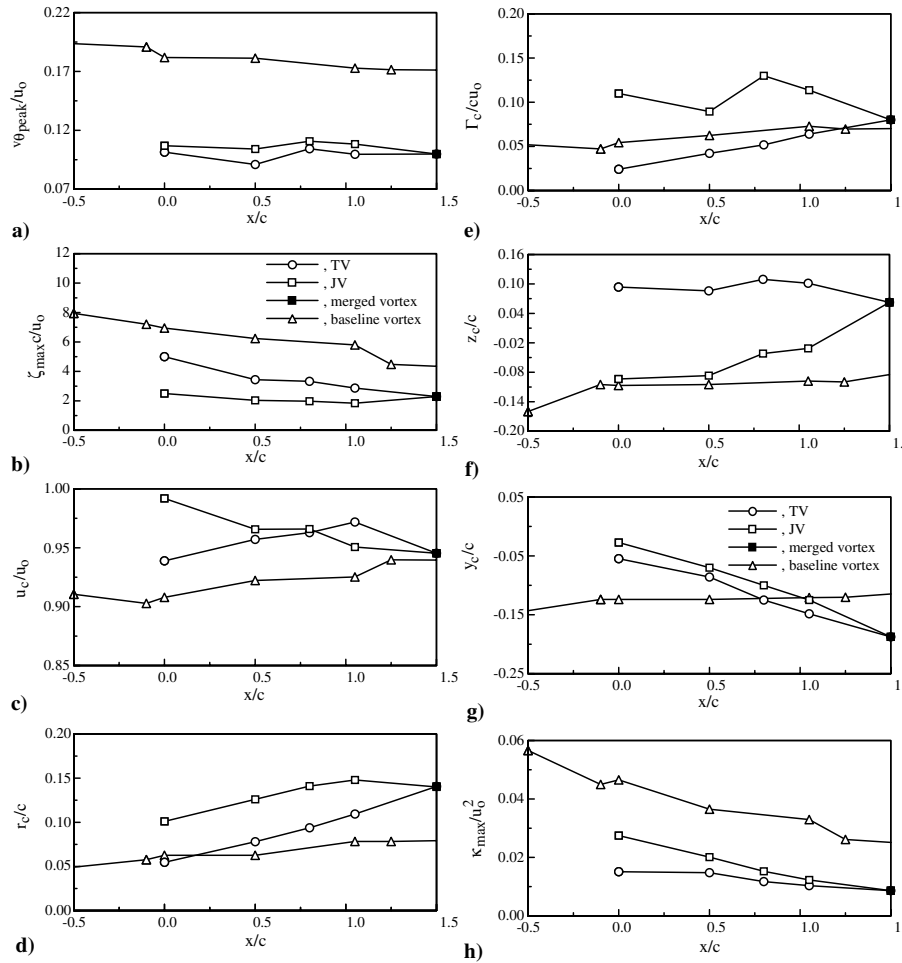 0.22
0.17
0.12
0.07
vθpeak/uo
-0.5 0.0 0.5 1.0 1.5
x/c
a)
12
10
8
6
4
2
0
ζmaxc/uo
, TV
, JV
, merged vortex
, baseline vortex
-0.5 0.0 0.5 1.0 1.5
x/c
b)
1.00
0.95
0.90
0.85
uc/uo
-0.5 0.0 0.5 1.0 1.5
x/c
c)
0.20
0.15
0.10
0.05
0.00
rc/c
-0.5 0.0 0.5 1.0 1.5
x/c
d)
0.20
0.15
0.10
0.05
0.00
Γc/cuo
-0.5 0.0 0.5 1.0 1
x/c
e)
0.16
0.10
0.04
-0.02
-0.08
-0.14
-0.20
zc/c
-0.5 0.0 0.5 1.0 1
x/c
f)
0.05
-0.05
-0.15
-0.25
yc/c
, TV
, JV
, merged vortex
, baseline vortex
-0.5 0.0 0.5 1.0 1
x/c
g)
0.06
0.04
0.02
0.00
κmax/uo²
-0.5 0.0 0.5 1.0 1
x/c
h)